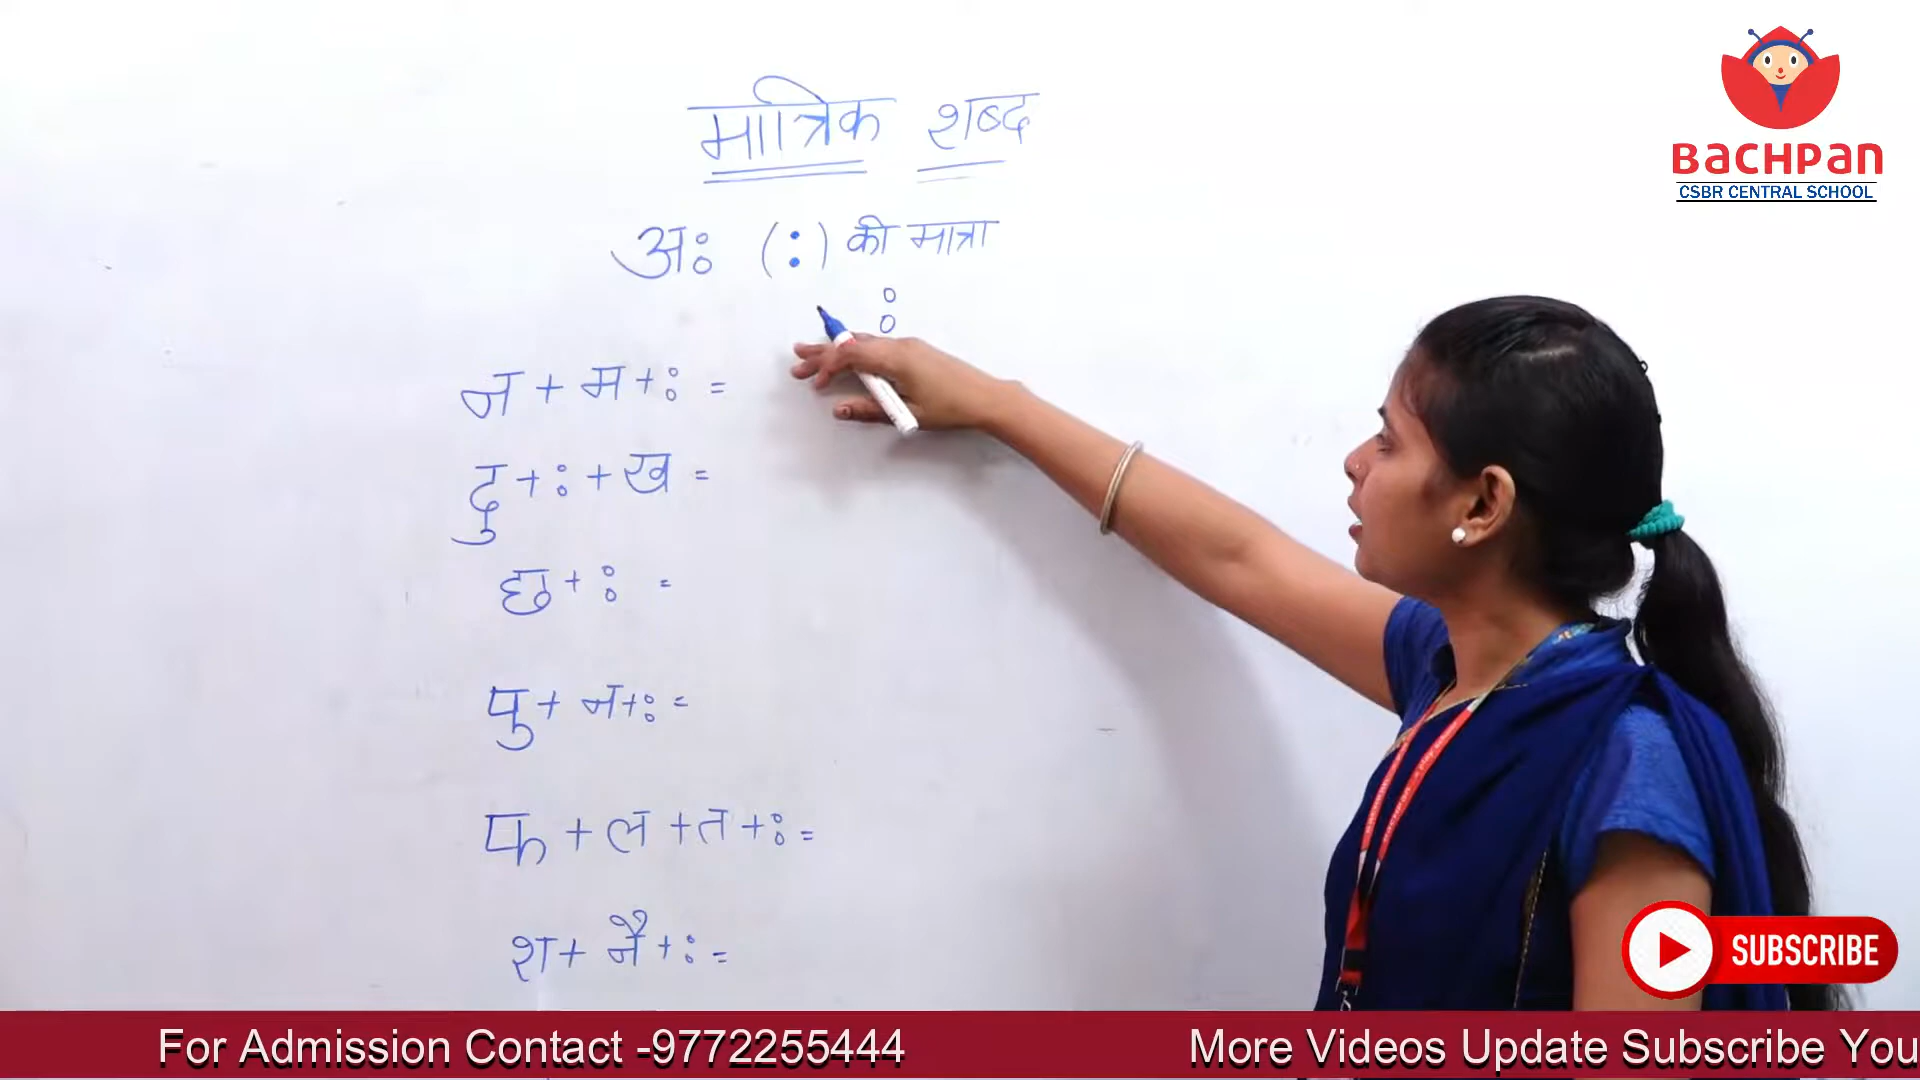 मात्रिक शब्द
अः (:) की मात्रा
ः
न + म + ः =
दु + ः + ख =
छ + ः =
पु + न + ः =
फ + ल + त + ः =
श + नै + ः =
BACHPAN
CSBR CENTRAL SCHOOL
SUBSCRIBE
For Admission Contact -9772255444
More Videos Update Subscribe You